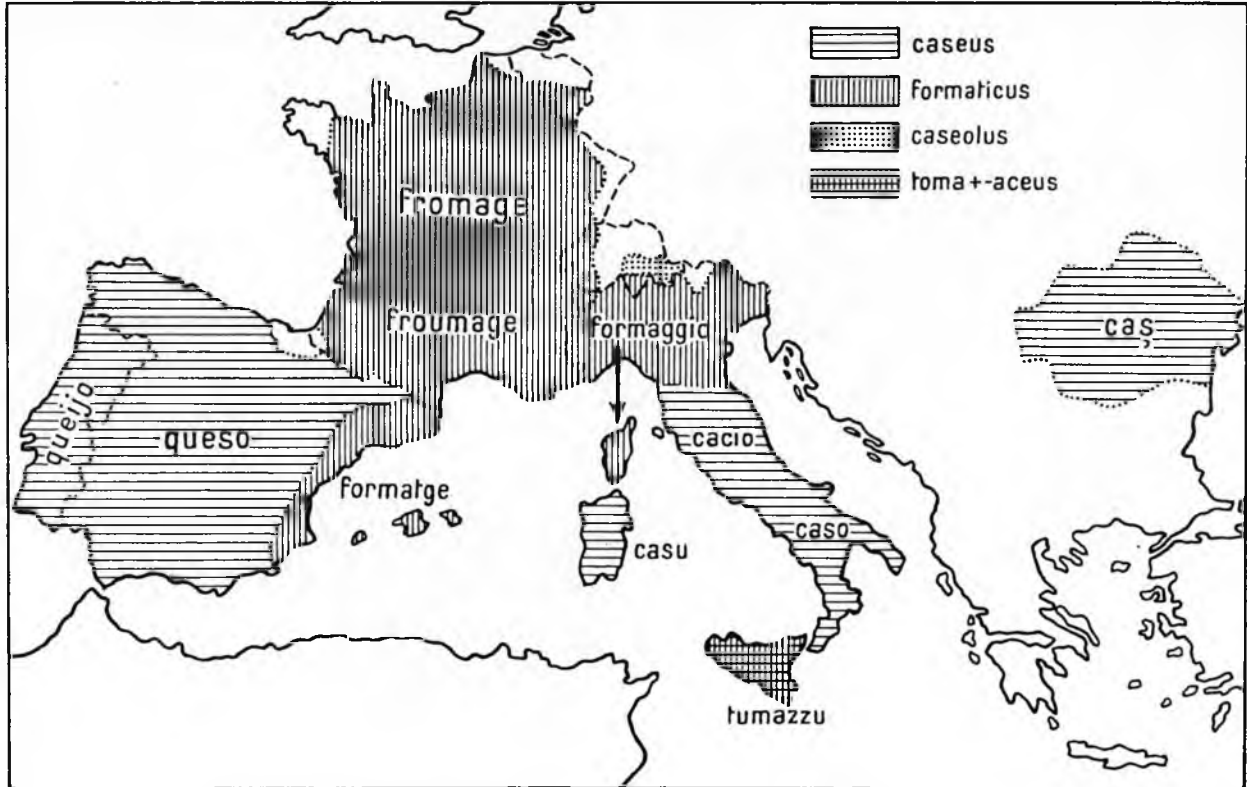 caseus
formaticus
caseolus
toma+-aceus
fromage
froumage
formaggio
caş
queijo
queso
cacio
formatge
caso
casu
tumazzu